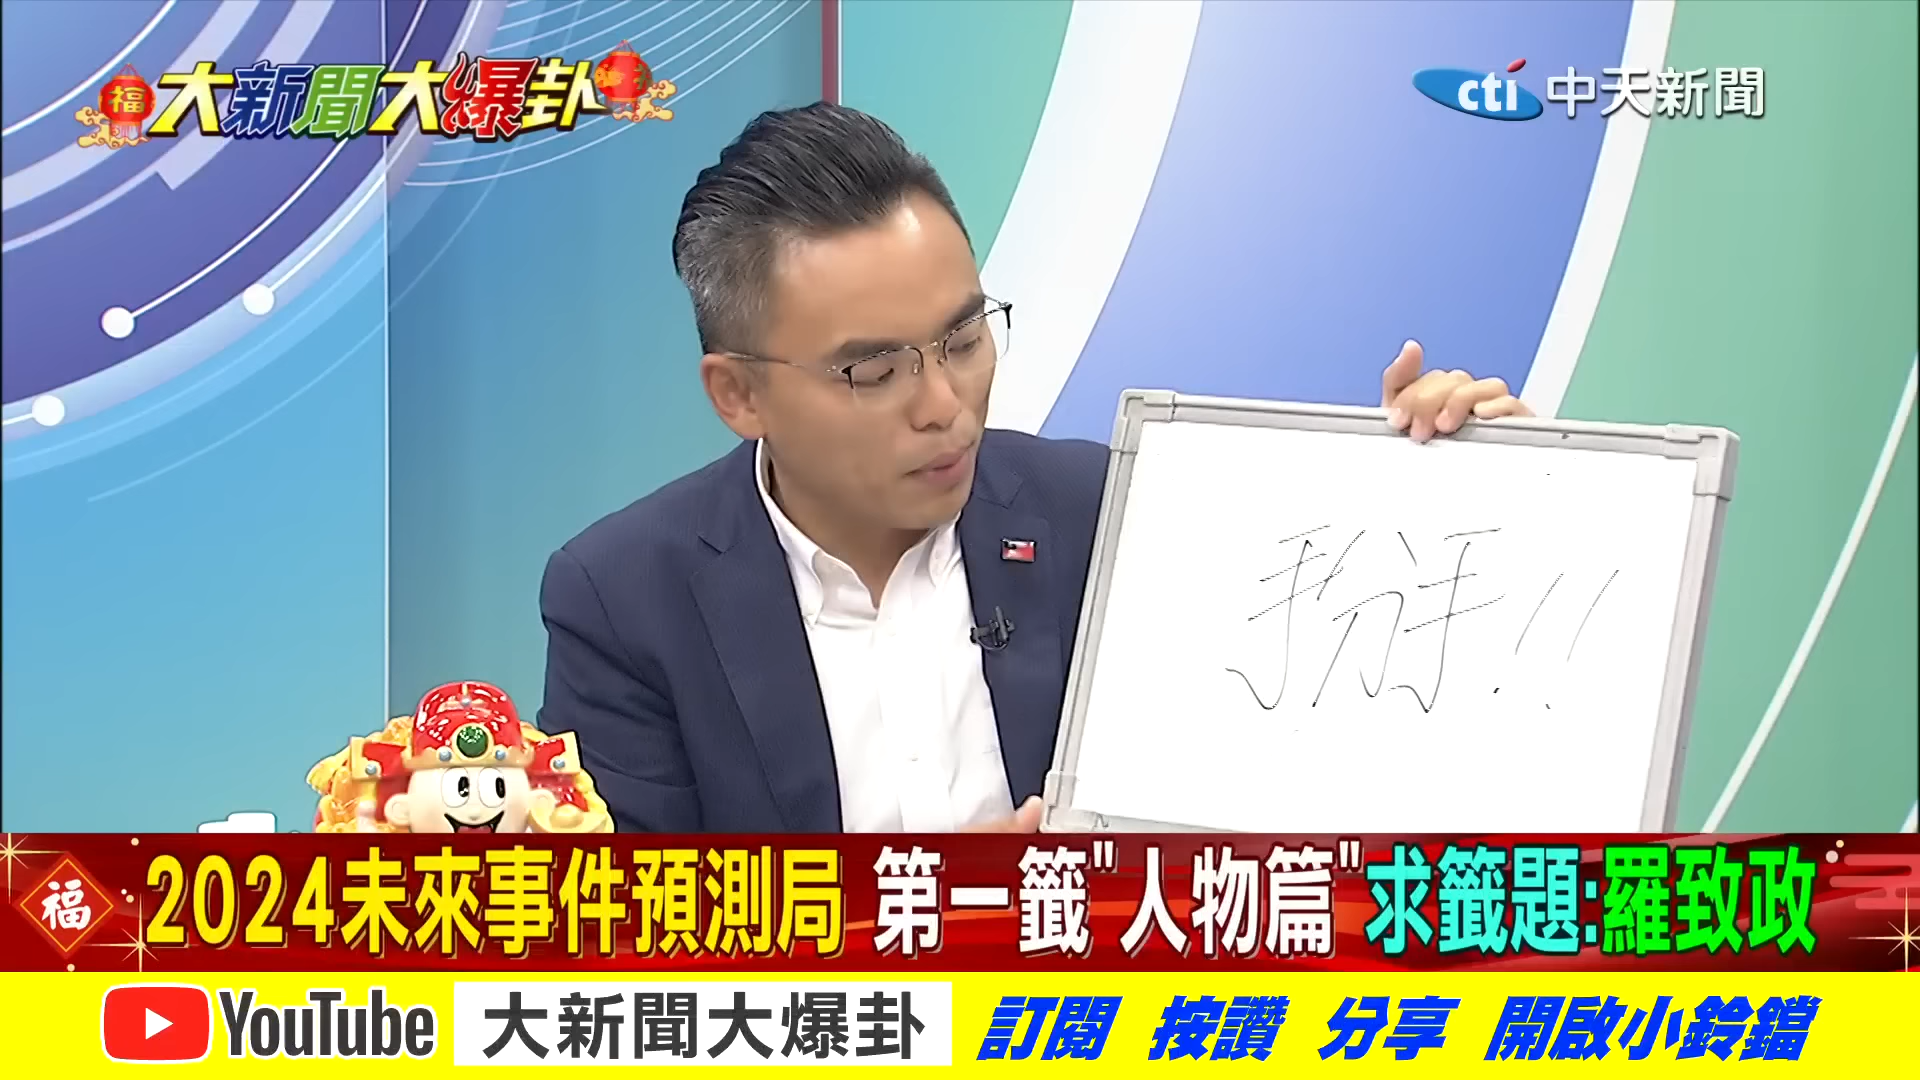 福大新聞大爆卦
cti 中天新聞
掰!!
福 2024未來事件預測局 第一籤"人物篇"求籤題:羅致政
YouTube 大新聞大爆卦 訂閱 按讚 分享 開啟小鈴鐺